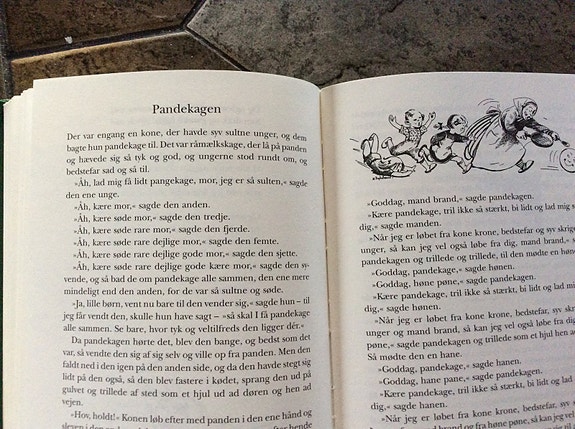 Pandekagen
Der var engang en kone, der havde syv sultne unger, og dem
bagte hun pandekage til. Det var råmælkskage, der lå på panden
og hævede sig så tyk og god, og ungerne stod rundt om, og
bedstefar sad og så til.
»Åh, lad mig få lidt pangekage, mor, jeg er så sulten,« sagde
den ene unge.
»Åh, kære mor,« sagde den anden.
»Åh, kære søde mor,« sagde den tredje.
»Åh, kære søde rare mor,« sagde den fjerde.
»Åh, kære søde rare dejlige mor,« sagde den femte.
»Åh, kære søde rare dejlige gode mor,« sagde den sjette.
»Åh, kære søde rare dejlige gode kære mor,« sagde den sy-
vende, og så bad de om pandekage alle sammen, den ene mere
mindeligt end den anden, for de var så sultne og søde.
»Ja, lille børn, vent nu bare til den vender sig,« sagde hun – til
jeg får vendt den, skulle hun have sagt – »så skal I få pandekage
alle sammen. Se bare, hvor tyk og veltilfreds den ligger dér.«
Da pandekagen hørte det, blev den bange, og bedst som det
var, så vendte den sig af sig selv og ville op fra panden. Men den
faldt ned i den igen på den anden side, og da den havde stegt sig
lidt på den også, så den blev fastere i kødet, sprang den ud på
gulvet og trillede af sted som et hjul ud ad døren og hen ad
vejen.
»Hov, holdt!« Konen løb efter med panden i den ene hånd og
»Goddag, mand brand,« sagde pandekagen.
»Kære pandekage, tril ikke så stærkt, bi lidt og lad mig s
dig,« sagde manden.
»Når jeg er løbet fra kone krone, bedstefar og syv skrige
unger, så kan jeg vel også løbe fra dig, mand brand,« s
pandekagen og trillede og trillede, til den mødte en høne
»Goddag, pandekage,« sagde hønen.
»Goddag, høne pøne,« sagde pandekagen.
»Kære pandekage, tril ikke så stærkt, bi lidt og lad
dig,« sagde hønen.
»Når jeg er løbet fra kone krone, bedstefar, syv s
og mand brand, så kan jeg vel også løbe fra dig
pøne,« sagde pandekagen og trillede som et hjul hen a
Så mødte den en hane.
»Goddag, pandekage,« sagde hanen.
»Goddag, hane pane,« sagde pandekagen.
»Kære pandekage, tril ikke så stærkt, bi lidt og
dig,« sagde hanen.
»Når jeg er løbet fra kone krone, bedstefar, syv